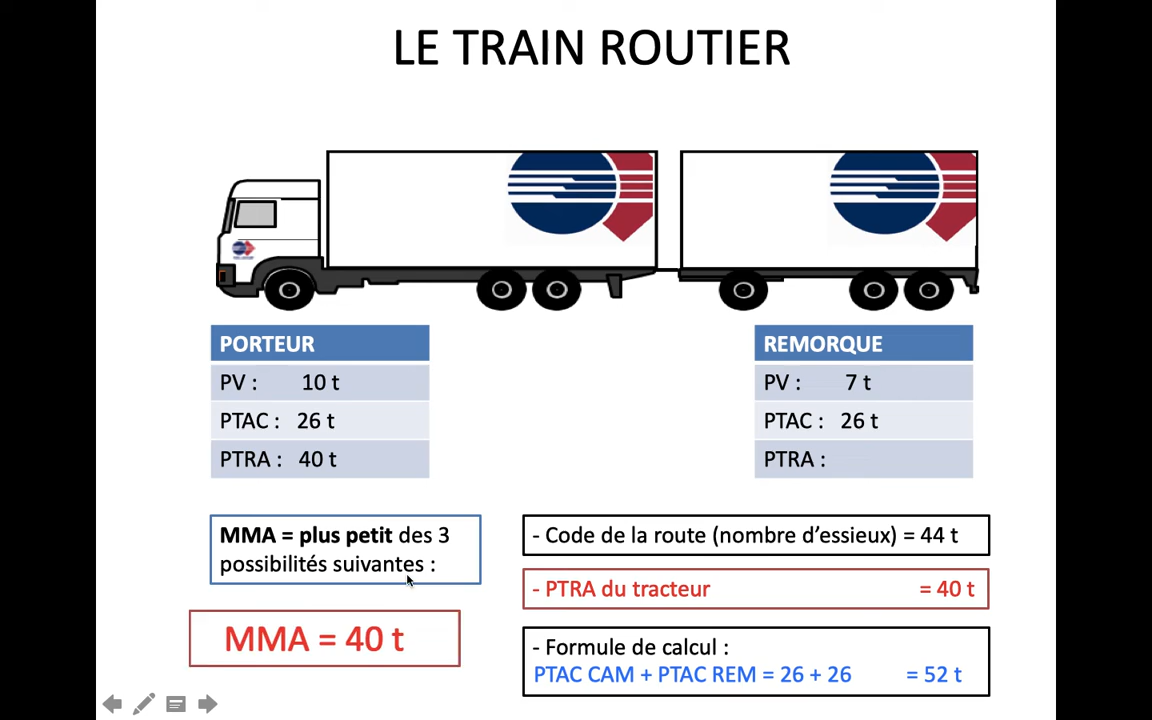 LE TRAIN ROUTIER
PORTEUR
PV : 10 t
PTAC : 26 t
PTRA : 40 t
REMORQUE
PV : 7 t
PTAC : 26 t
PTRA :
MMA = plus petit des 3
possibilités suivantes :
MMA = 40 t
- Code de la route (nombre d’essieux) = 44 t
- PTRA du tracteur = 40 t
- Formule de calcul :
PTAC CAM + PTAC REM = 26 + 26 = 52 t